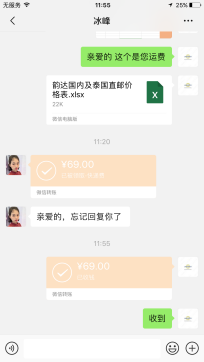 无服务
11:55
25%
冰峰
亲爱的 这个是您运费
韵达国内及泰国直邮价
格表.xlsx
22K
微信电脑版
11:20
¥69.00
微信转账
亲爱的，忘记回复你了
11:55
¥69.00
微信转账
收到